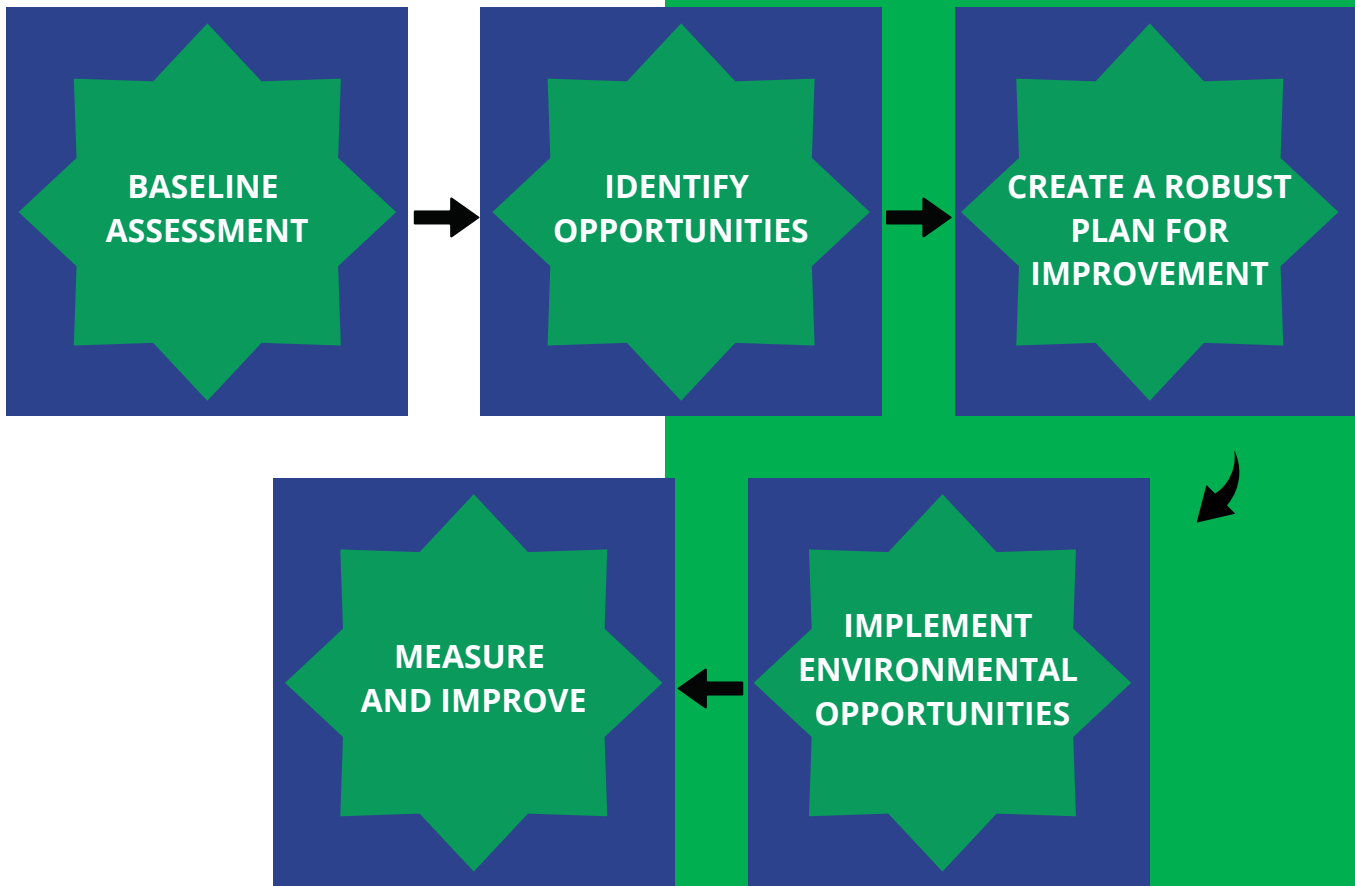 BASELINE
ASSESSMENT
IDENTIFY
OPPORTUNITIES
CREATE A ROBUST
PLAN FOR
IMPROVEMENT
IMPLEMENT
ENVIRONMENTAL
OPPORTUNITIES
MEASURE
AND IMPROVE